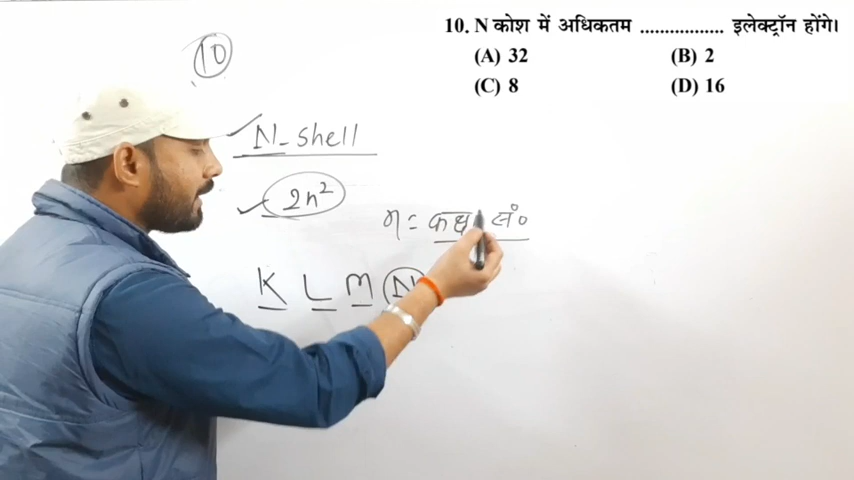 10. N कोश में अधिकतम ................. इलेक्ट्रॉन होंगे।
(A) 32 (B) 2
(C) 8 (D) 16
10
N-shell
2n²
n = कक्ष सं०
K L M N